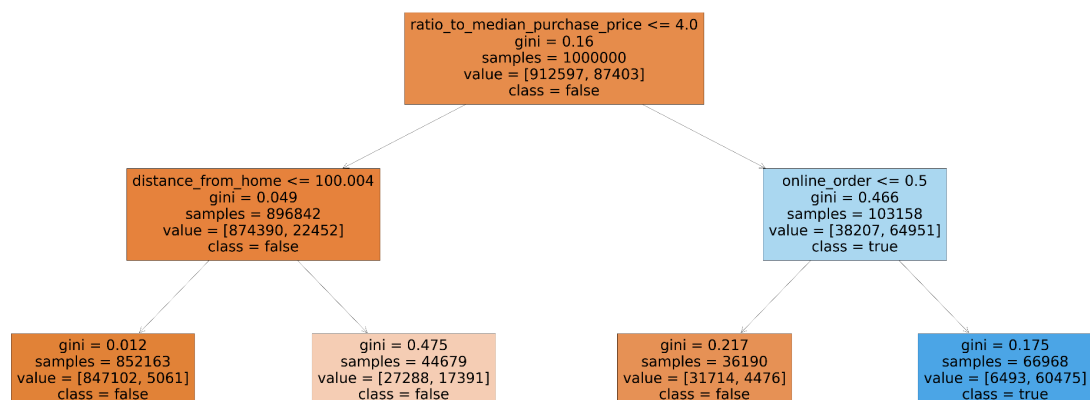 ratio_to_median_purchase_price <= 4.0
gini = 0.16
samples = 1000000
value = [912597, 87403]
class = false
distance_from_home <= 100.004
gini = 0.049
samples = 896842
value = [874390, 22452]
class = false
online_order <= 0.5
gini = 0.466
samples = 103158
value = [38207, 64951]
class = true
gini = 0.012
samples = 852163
value = [847102, 5061]
class = false
gini = 0.475
samples = 44679
value = [27288, 17391]
class = false
gini = 0.217
samples = 36190
value = [31714, 4476]
class = false
gini = 0.175
samples = 66968
value = [6493, 60475]
class = true